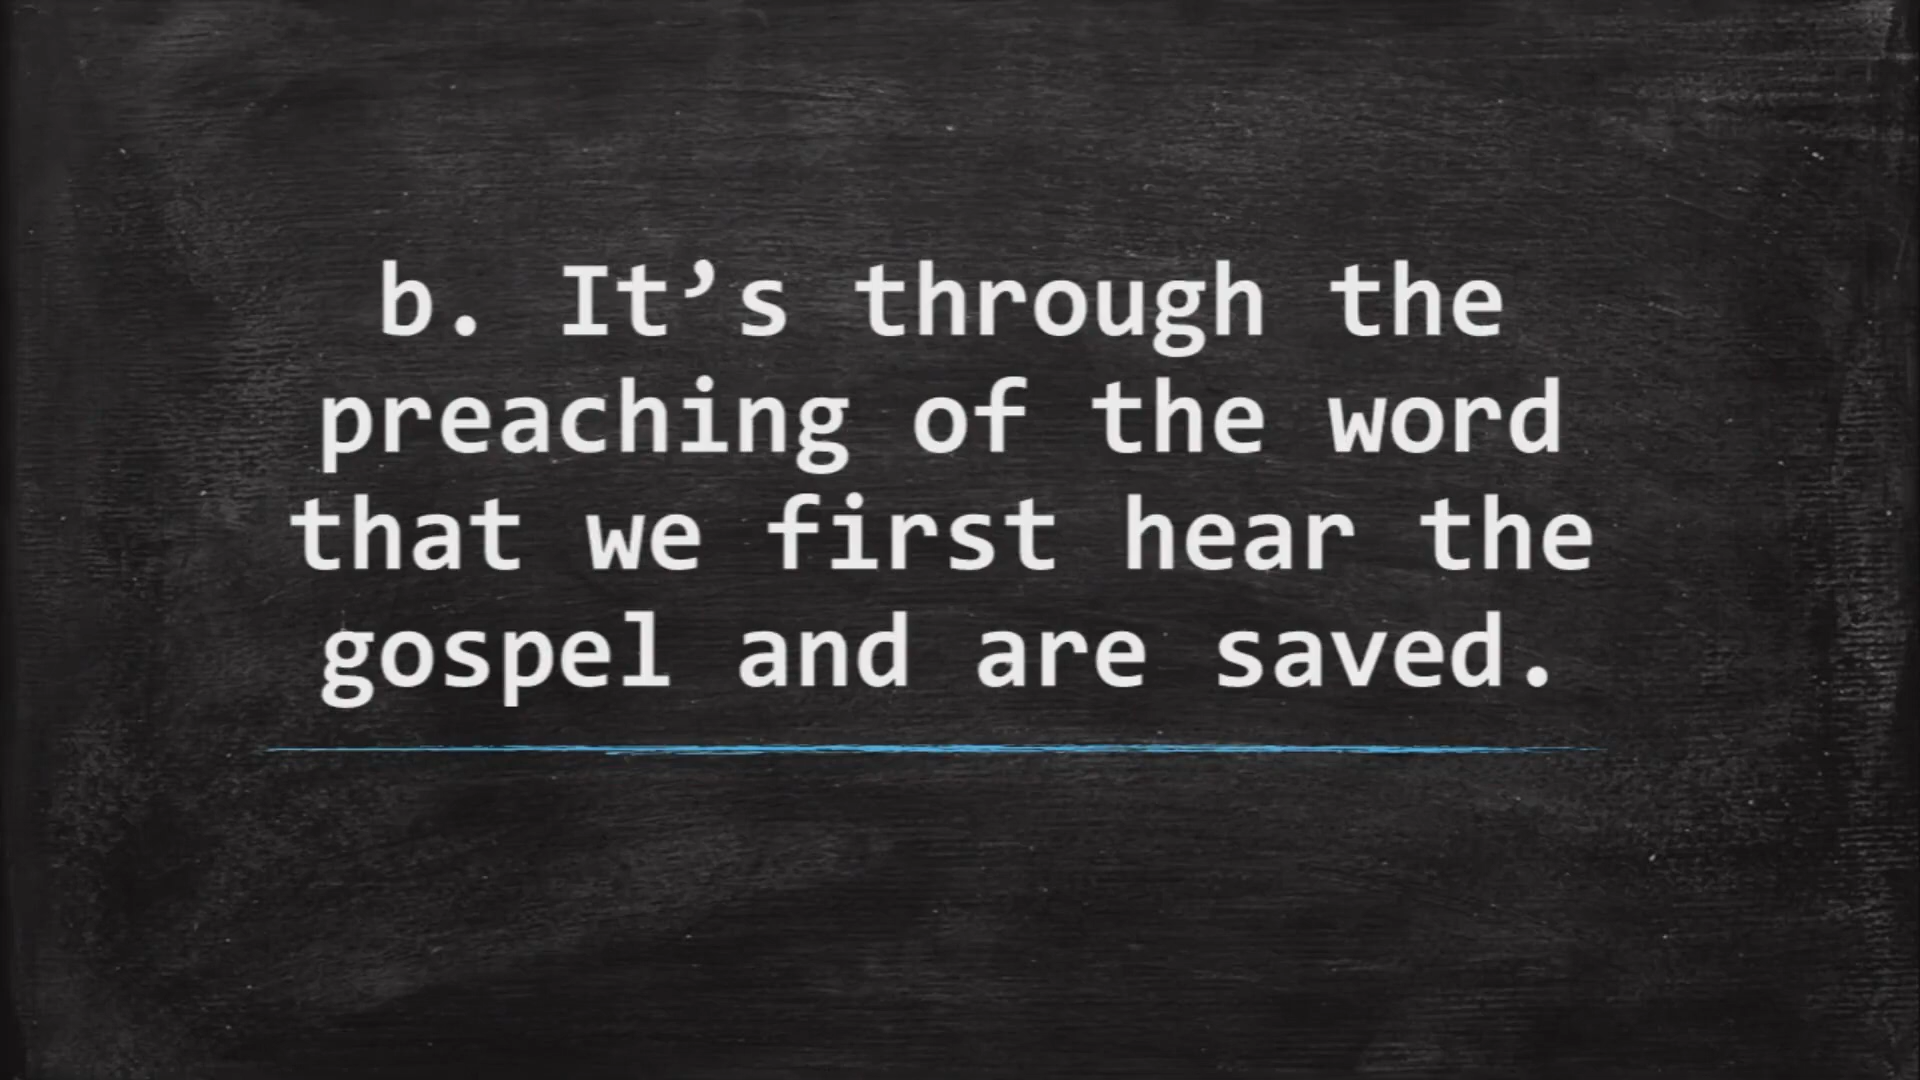 b. It’s through the
preaching of the word
that we first hear the
gospel and are saved.